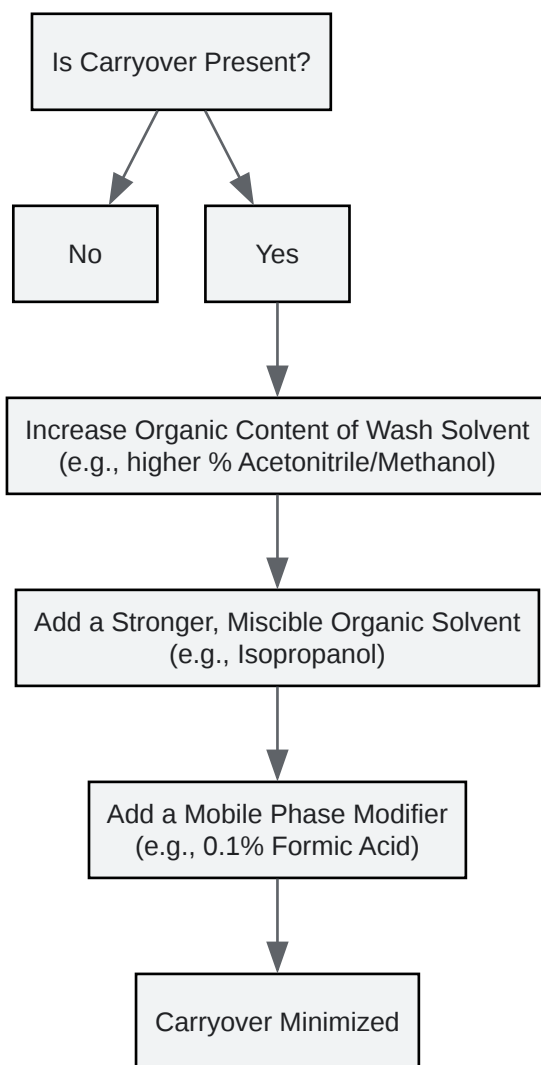 Is Carryover Present?
No
Yes
Increase Organic Content of Wash Solvent
(e.g., higher % Acetonitrile/Methanol)
Add a Stronger, Miscible Organic Solvent
(e.g., Isopropanol)
Add a Mobile Phase Modifier
(e.g., 0.1% Formic Acid)
Carryover Minimized